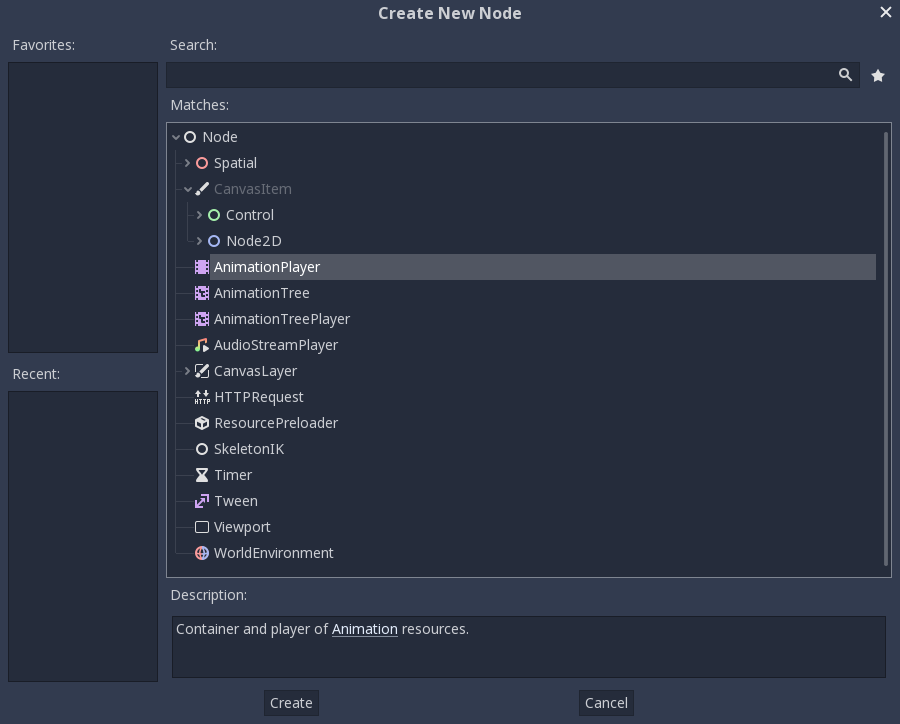 Create New Node
Favorites:
Search:
Matches:
Node
Spatial
CanvasItem
Control
Node2D
AnimationPlayer
AnimationTree
AnimationTreePlayer
AudioStreamPlayer
CanvasLayer
HTTP HTTPRequest
ResourcePreloader
SkeletonIK
Timer
Tween
Viewport
WorldEnvironment
Recent:
Description:
Container and player of Animation resources.
Create
Cancel